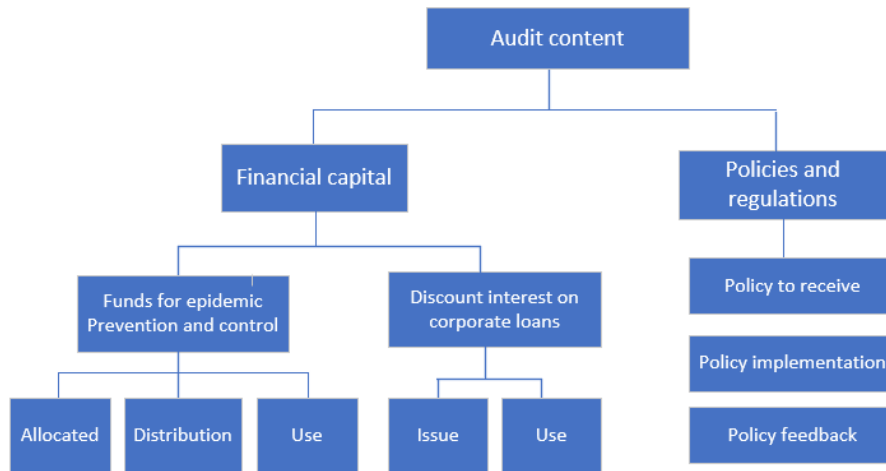 Audit content
Financial capital
Policies and
regulations
Funds for epidemic
Prevention and control
Discount interest on
corporate loans
Policy to receive
Policy implementation
Allocated
Distribution
Use
Issue
Use
Policy feedback